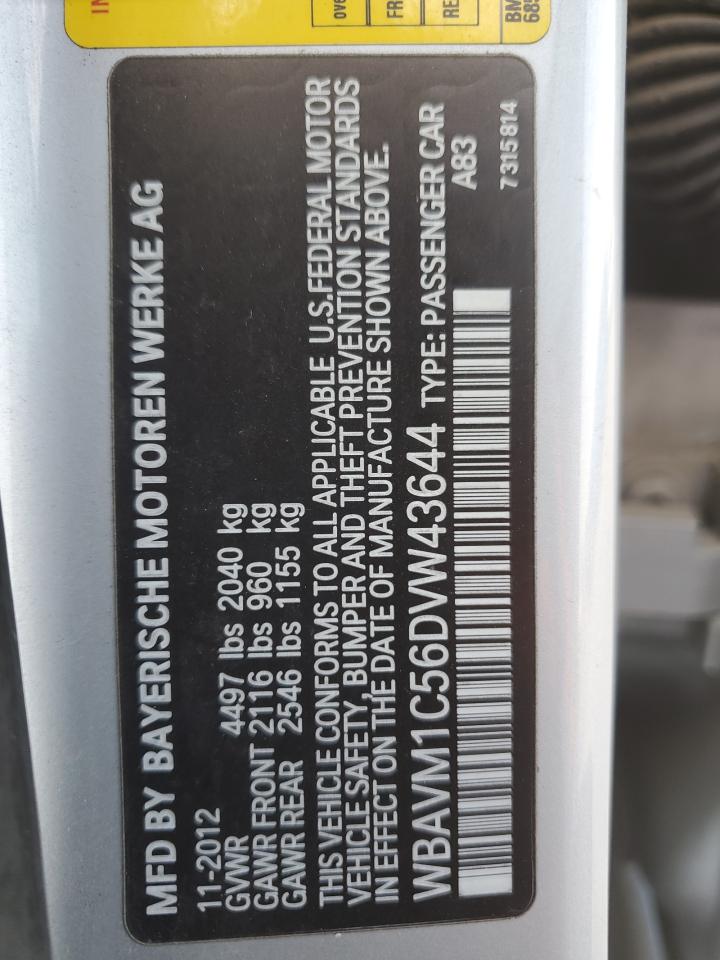 MFD BY BAYERISCHE MOTOREN WERKE AG
11-2012
GVWR 4497 lbs 2040 kg
GAWR FRONT 2116 lbs 960 kg
GAWR REAR 2546 lbs 1155 kg
THIS VEHICLE CONFORMS TO ALL APPLICABLE U.S.FEDERAL MOTOR
VEHICLE SAFETY, BUMPER AND THEFT PREVENTION STANDARDS
IN EFFECT ON THE DATE OF MANUFACTURE SHOWN ABOVE.
WBAVM1C56DVW43644 TYPE: PASSENGER CAR
A83
7315814